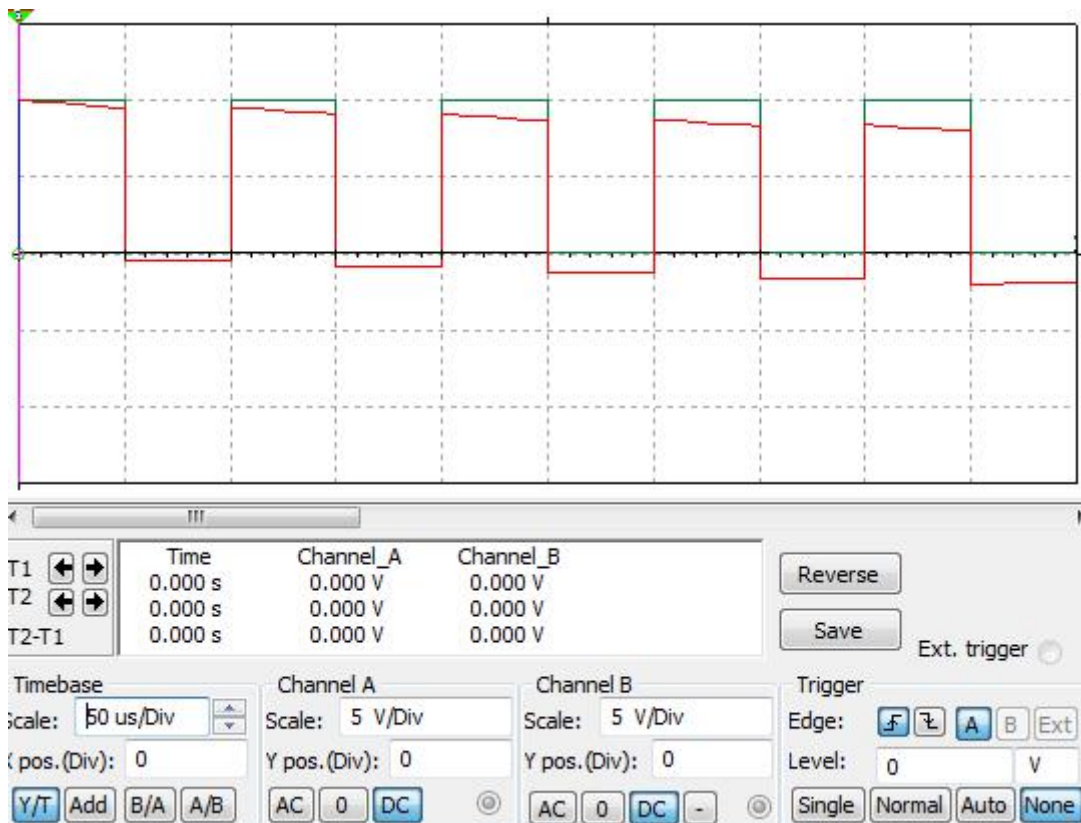 T1
T2
T2-T1
Time Channel_A Channel_B
0.000 s 0.000 V 0.000 V
0.000 s 0.000 V 0.000 V
0.000 s 0.000 V 0.000 V
Reverse
Save
Ext. trigger
Timebase
Scale: 50 us/Div
X pos.(Div): 0
Y/T Add B/A A/B
Channel A
Scale: 5 V/Div
Y pos.(Div): 0
AC 0 DC
Channel B
Scale: 5 V/Div
Y pos.(Div): 0
AC 0 DC -
Trigger
Edge: A B Ext
Level: 0 V
Single Normal Auto None